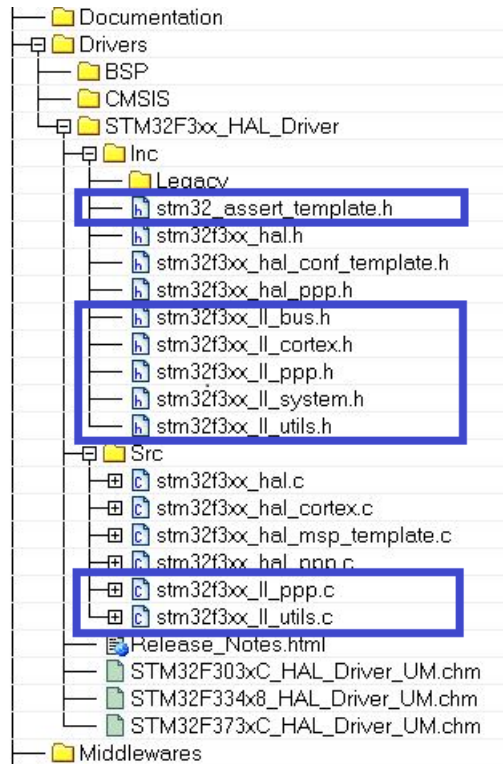 Documentation
Drivers
BSP
CMSIS
STM32F3xx_HAL_Driver
Inc
Legacy
stm32_assert_template.h
stm32f3xx_hal.h
stm32f3xx_hal_conf_template.h
stm32f3xx_hal_ppp.h
stm32f3xx_ll_bus.h
stm32f3xx_ll_cortex.h
stm32f3xx_ll_ppp.h
stm32f3xx_ll_system.h
stm32f3xx_ll_utils.h
Src
stm32f3xx_hal.c
stm32f3xx_hal_cortex.c
stm32f3xx_hal_msp_template.c
stm32f3xx_hal_ppp.c
stm32f3xx_ll_ppp.c
stm32f3xx_ll_utils.c
Release_Notes.html
STM32F303xC_HAL_Driver_UM.chm
STM32F334x8_HAL_Driver_UM.chm
STM32F373xC_HAL_Driver_UM.chm
Middlewares